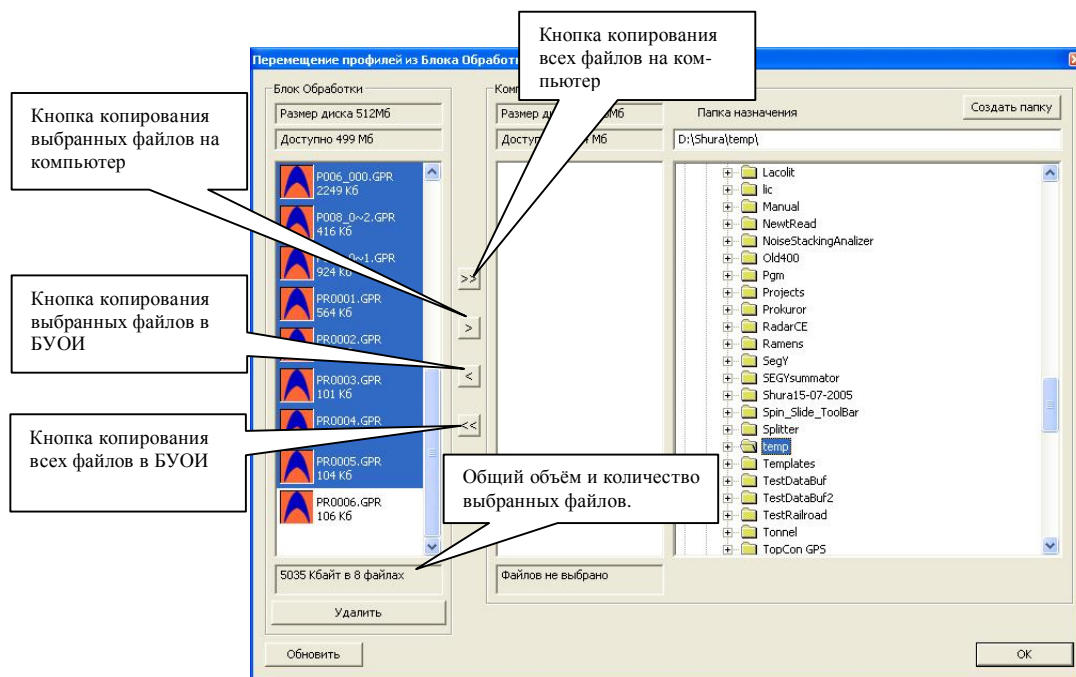 Кнопка копирования
всех файлов на ком-
пьютер
Перемещение профилей из Блока
Блок Обработки
Размер диска 512Мб
Доступно 499 Мб
Размер
Папка назначения
Создать папку
D:\Shura\temp\
Кнопка копирования
выбранных файлов на
компьютер
Кнопка копирования
выбранных файлов в
БУОИ
Кнопка копирования
всех файлов в БУОИ
P006_000.GPR
2249 Кб
P008_0~2.GPR
416 Кб
924 Кб
PR0001.GPR
564 Кб
PR0002.GPR
PR0003.GPR
101 Кб
PR0004.GPR
PR0005.GPR
104 Кб
PR0006.GPR
106 Кб
>>
>
<
<<
Lacolit
lic
Manual
NewtRead
NoiseStackingAnalizer
Old400
Pgm
Projects
Prokuror
RadarCE
Ramens
SegY
SEGYsummator
Shura15-07-2005
Spin_Slide_ToolBar
Splitter
temp
Templates
TestDataBuf
TestDataBuf2
TestRailroad
Tonnel
TopCon GPS
Общий объём и количество
выбранных файлов.
5035 Кбайт в 8 файлах
Файлов не выбрано
Удалить
Обновить
OK